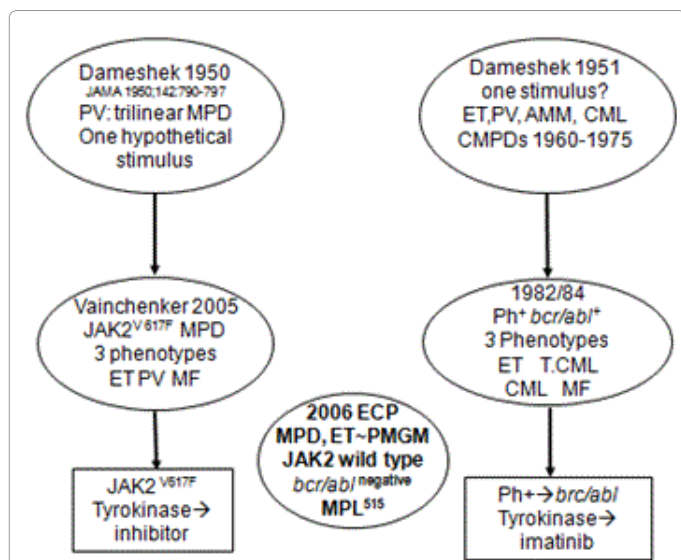 Dameshek 1950
JAMA 1950;142:790-797
PV: trilinear MPD
One hypothetical
stimulus
Dameshek 1951
one stimulus?
ET,PV, AMM, CML
CMPDs 1960-1975
Vainchenker 2005
JAK2V617F MPD
3 phenotypes
ET PV MF
1982/84
Ph+ bcr/abl+
3 Phenotypes
ET T.CML
CML MF
2006 ECP
MPD, ET~PMGM
JAK2 wild type
bcr/abl negative
MPL515
JAK2 V617F
Tyrokinase→
inhibitor
Ph+→brc/abl
Tyrokinase→
imatinib